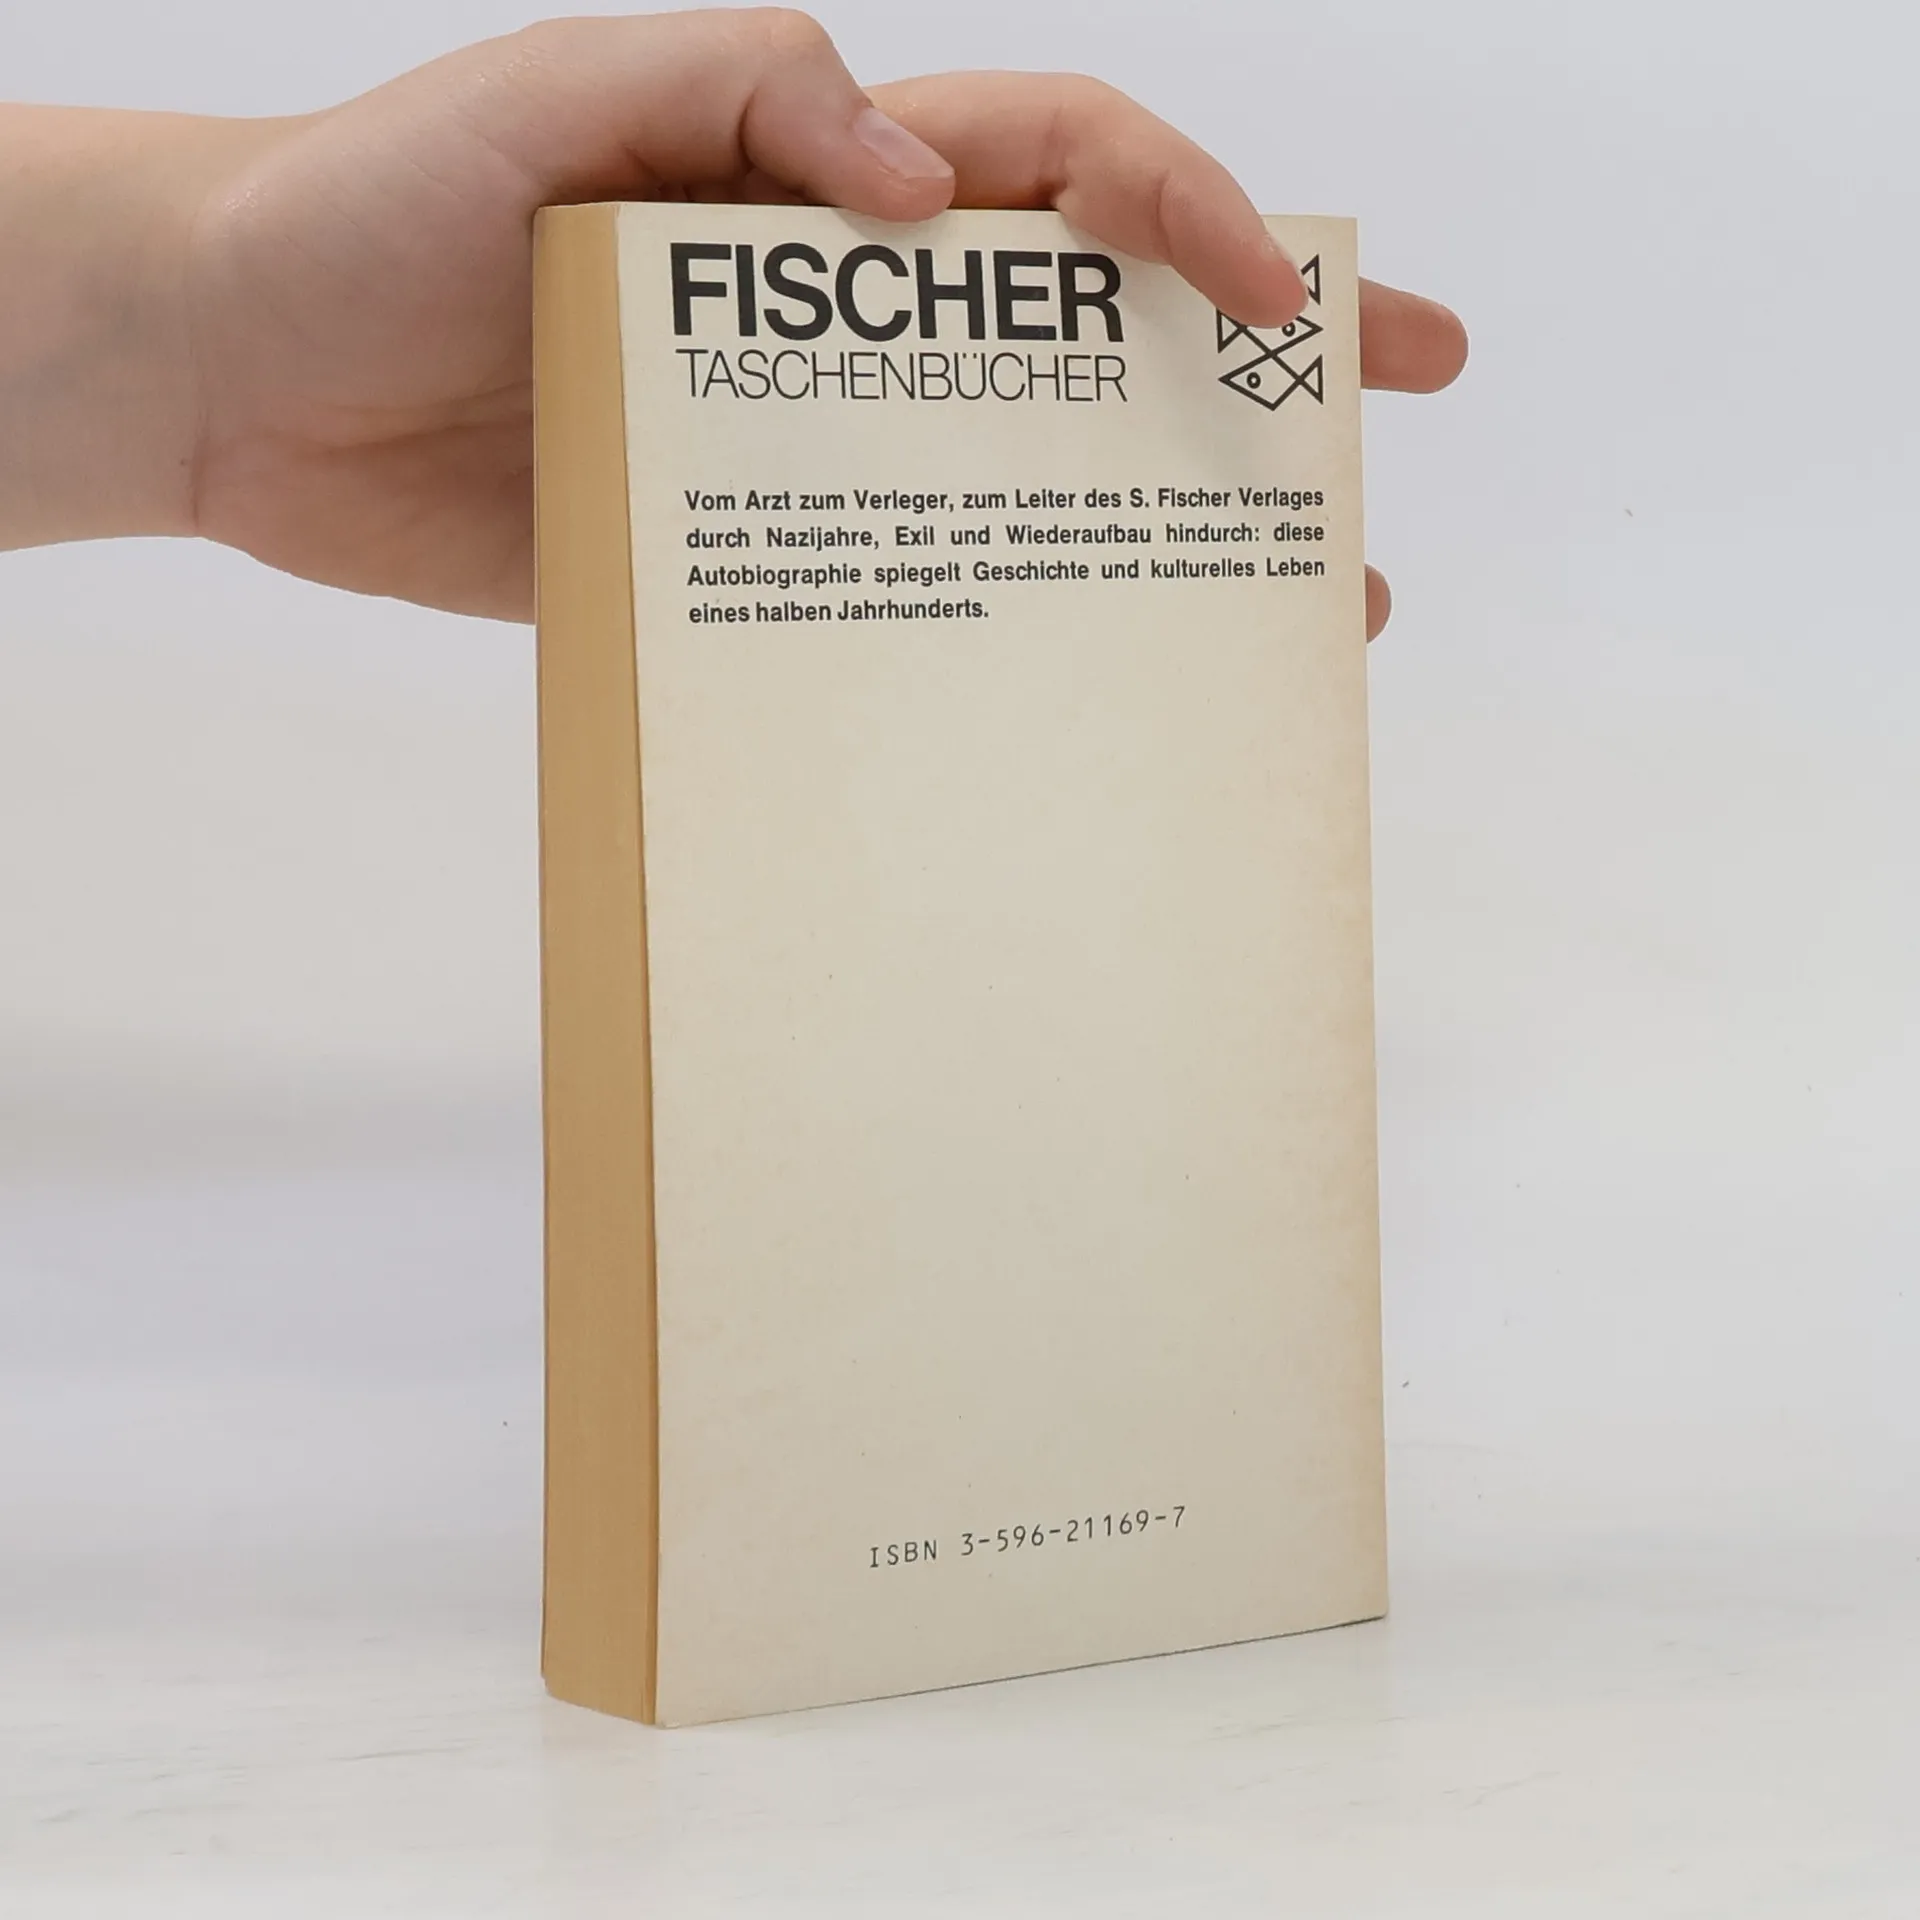 FISCHER
TASCHENBÜCHER
Vom Arzt zum Verleger, zum Leiter des S. Fischer Verlages
durch Nazijahre, Exil und Wiederaufbau hindurch: diese
Autobiographie spiegelt Geschichte und kulturelles Leben
eines halben Jahrhunderts.
ISBN 3-596-21169-7